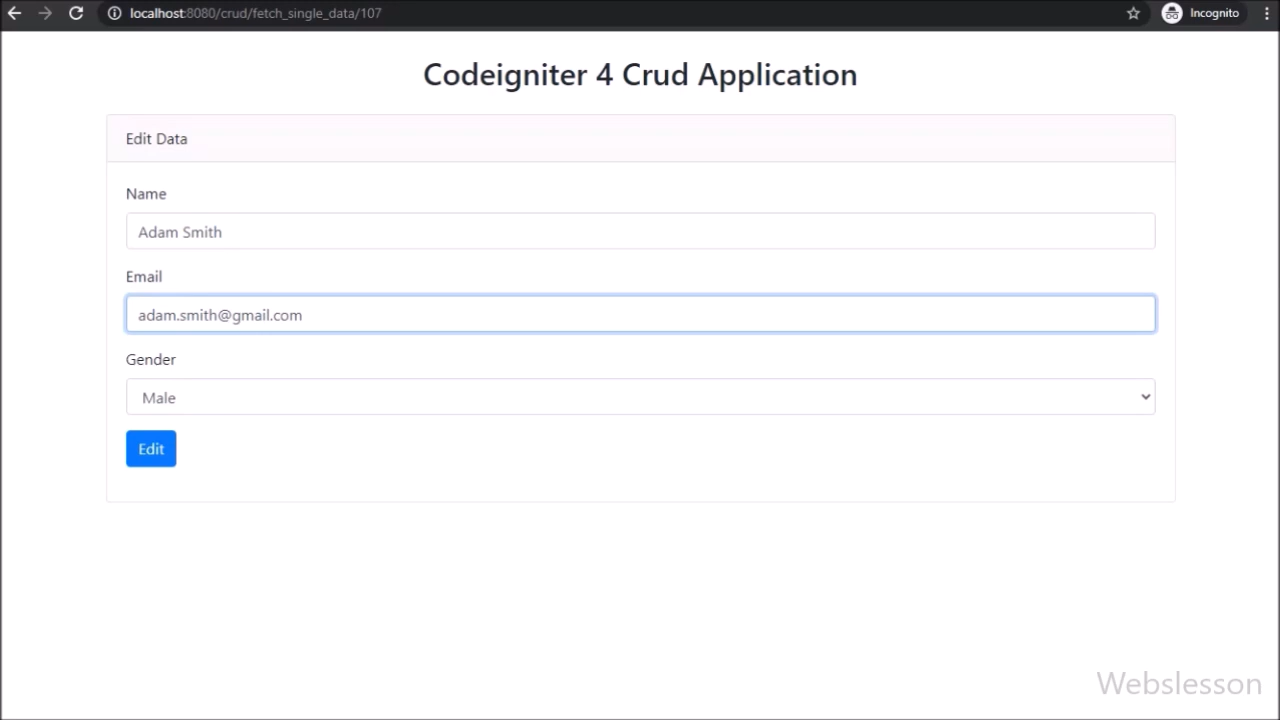 localhost:8080/crud/fetch_single_data/107
Incognito
Codeigniter 4 Crud Application
Edit Data
Name
Adam Smith
Email
adam.smith@gmail.com
Gender
Male
Edit
Webslesson